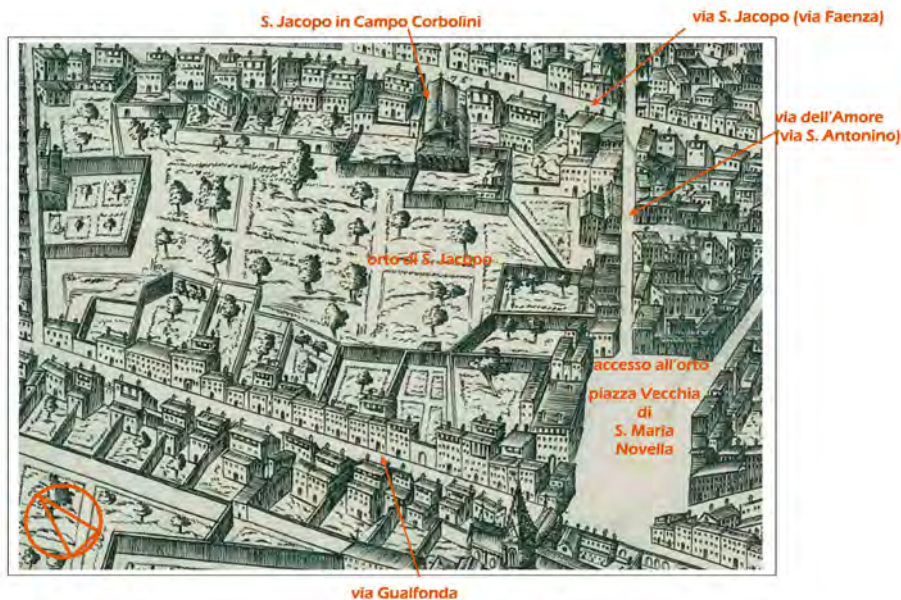 S. Jacopo in Campo Corbolini
via S. Jacopo (via Faenza)
via dell'Amore
(via S. Antonino)
orto di S. Jacopo
accesso all'orto
piazza Vecchia
di
S. Maria
Novella
via Gualfonda